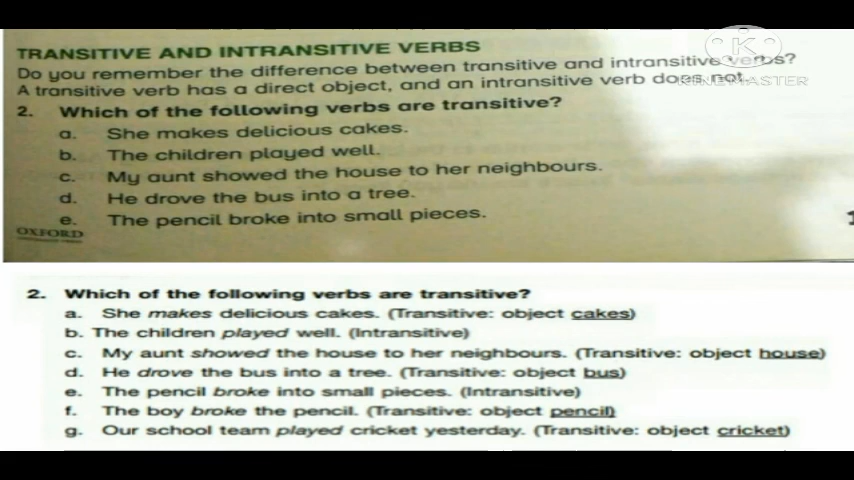 K
KINEMASTER
TRANSITIVE AND INTRANSITIVE VERBS
Do you remember the difference between transitive and intransitive verbs?
A transitive verb has a direct object, and an intransitive verb does not.
2. Which of the following verbs are transitive?
a. She makes delicious cakes.
b. The children played well.
c. My aunt showed the house to her neighbours.
d. He drove the bus into a tree.
e. The pencil broke into small pieces.
OXFORD
2. Which of the following verbs are transitive?
a. She makes delicious cakes. (Transitive: object cakes)
b. The children played well. (Intransitive)
c. My aunt showed the house to her neighbours. (Transitive: object house)
d. He drove the bus into a tree. (Transitive: object bus)
e. The pencil broke into small pieces. (Intransitive)
f. The boy broke the pencil. (Transitive: object pencil)
g. Our school team played cricket yesterday. (Transitive: object cricket)